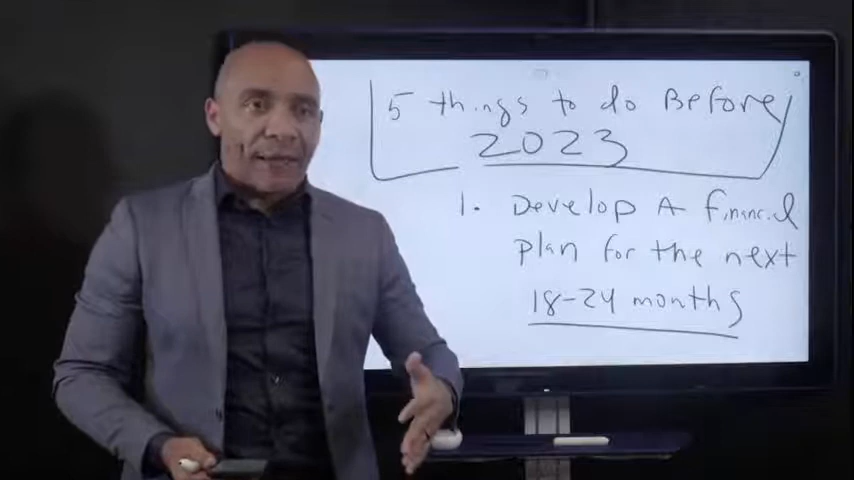 5 things to do Before
2023
1. Develop A financial
plan for the next
18-24 months